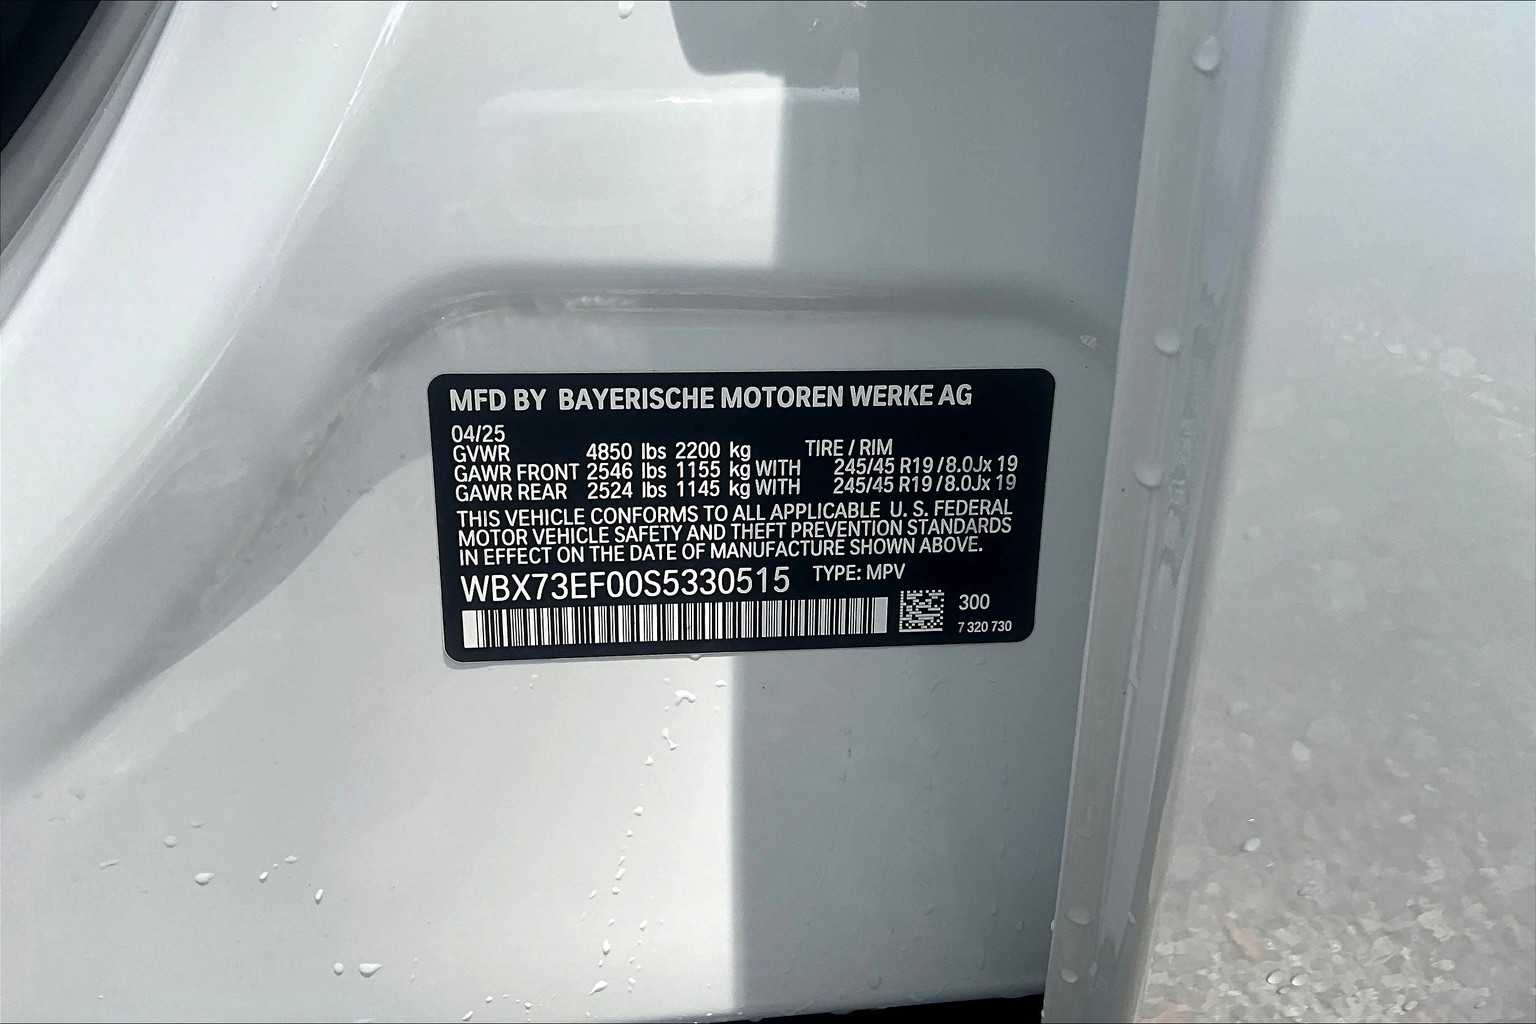 MFD BY BAYERISCHE MOTOREN WERKE AG
04/25
GVWR 4850 lbs 2200 kg TIRE / RIM
GAWR FRONT 2546 lbs 1155 kg WITH 245/45 R19 / 8.0Jx 19
GAWR REAR 2524 lbs 1145 kg WITH 245/45 R19 / 8.0Jx 19
THIS VEHICLE CONFORMS TO ALL APPLICABLE U. S. FEDERAL
MOTOR VEHICLE SAFETY AND THEFT PREVENTION STANDARDS
IN EFFECT ON THE DATE OF MANUFACTURE SHOWN ABOVE.
WBX73EF00S5330515 TYPE: MPV
300
7 320 730